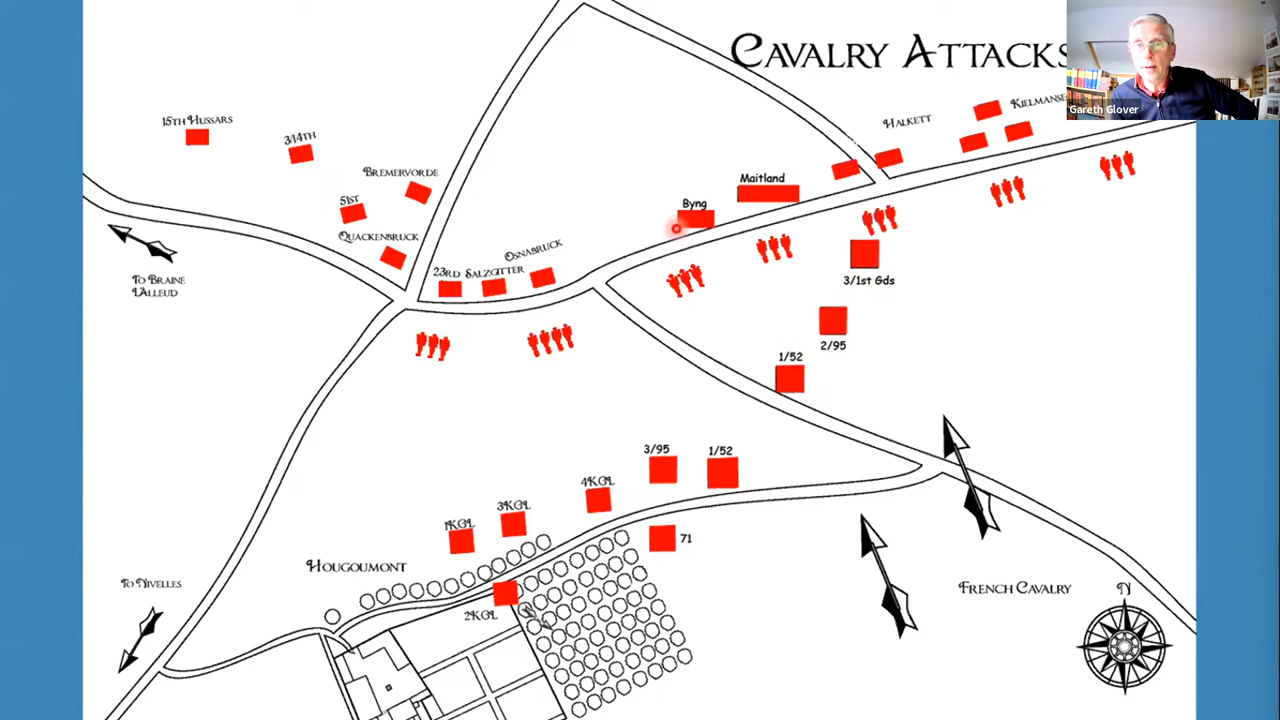 CAVALRY ATTACKS
Gareth Glover
15TH HUSSARS
3/14TH
BREMERVORDE
51ST
QUACKENBRUCK
HALKETT
Maitland
Byng
OSNABRUCK
23RD
SALZGITTER
TO BRAINE
L'ALLEUD
3/1st Gds
2/95
1/52
3/95
1/52
4KGL
3KGL
1KGL
71
HOUGOUMONT
2KGL
TO NIVELLES
FRENCH CAVALRY
N